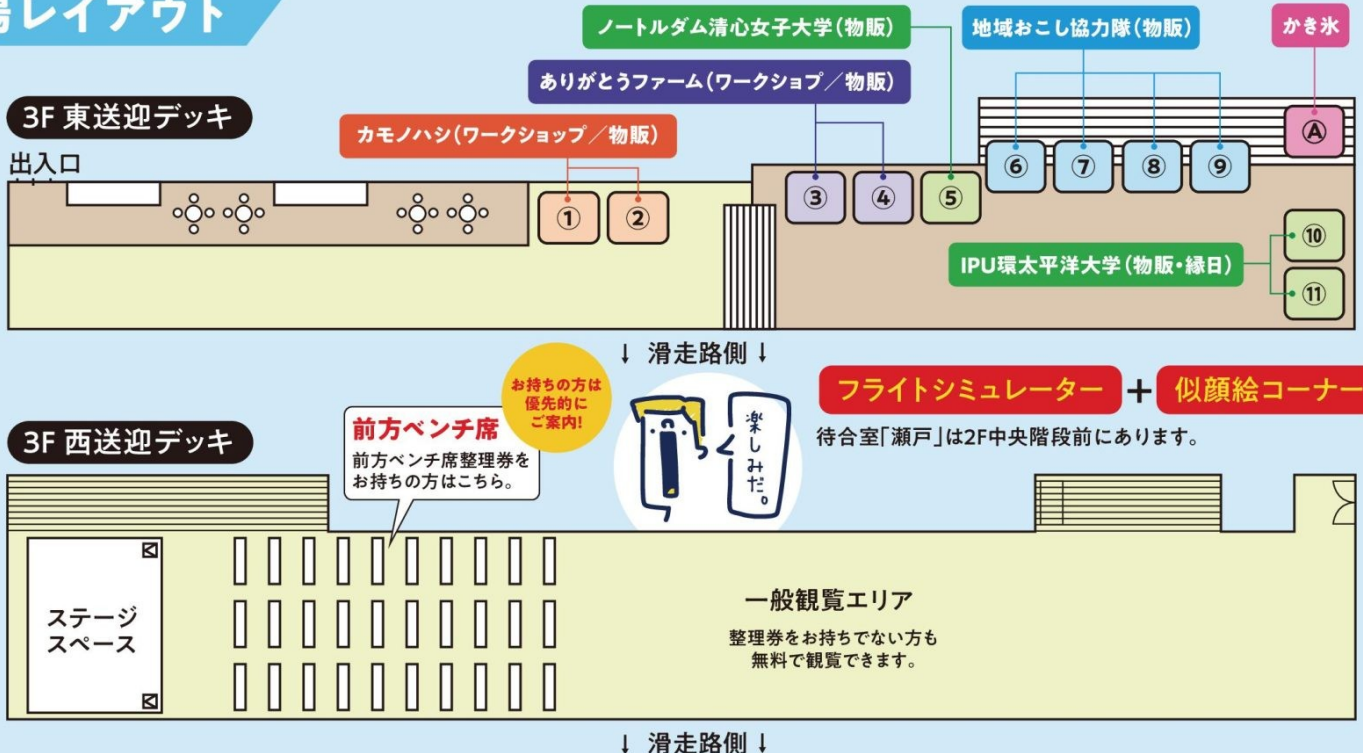 場レイアウト
ノートルダム清心女子大学(物販)
地域おこし協力隊(物販)
かき氷
ありがとうファーム(ワークショプ/物販)
3F 東送迎デッキ
カモノハシ(ワークショップ/物販)
出入口
①
②
③
④
⑤
⑥
⑦
⑧
⑨
Ⓐ
IPU環太平洋大学(物販・縁日)
⑩
⑪
↓ 滑走路側 ↓
フライトシミュレーター + 似顔絵コーナー
待合室「瀬戸」は2F中央階段前にあります。
お持ちの方は
優先的に
ご案内!
楽しみだ。
3F 西送迎デッキ
前方ベンチ席
前方ベンチ席整理券を
お持ちの方はこちら。
ステージ
スペース
一般観覧エリア
整理券をお持ちでない方も
無料で観覧できます。
↓ 滑走路側 ↓